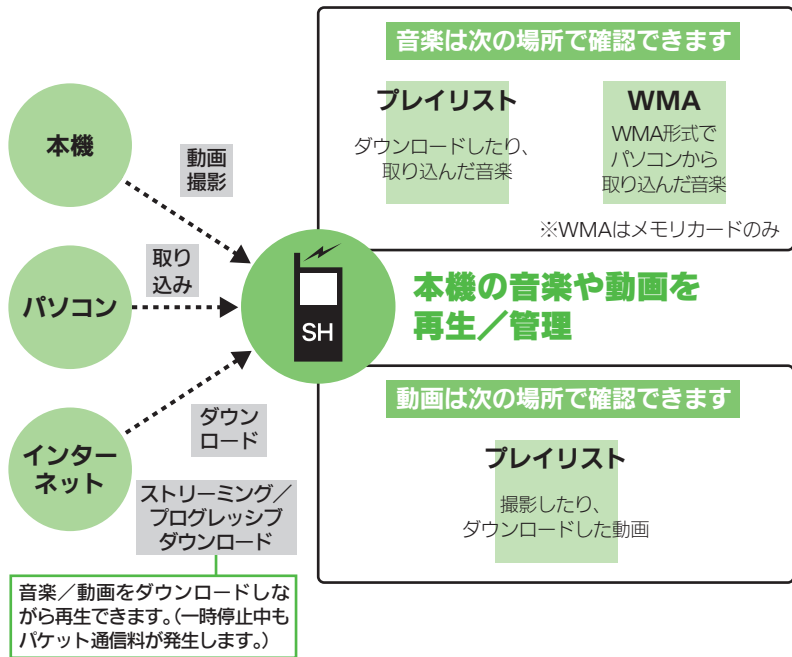 本機
動画
撮影
パソコン
取り
込み
インター
ネット
ダウン
ロード
ストリーミング／
プログレッシブ
ダウンロード
音楽／動画をダウンロードしな
がら再生できます。（一時停止中も
パケット通信料が発生します。）
SH
音楽は次の場所で確認できます
プレイリスト
ダウンロードしたり、
取り込んだ音楽
WMA
WMA形式で
パソコンから
取り込んだ音楽
※WMAはメモリカードのみ
本機の音楽や動画を
再生／管理
動画は次の場所で確認できます
プレイリスト
撮影したり、
ダウンロードした動画